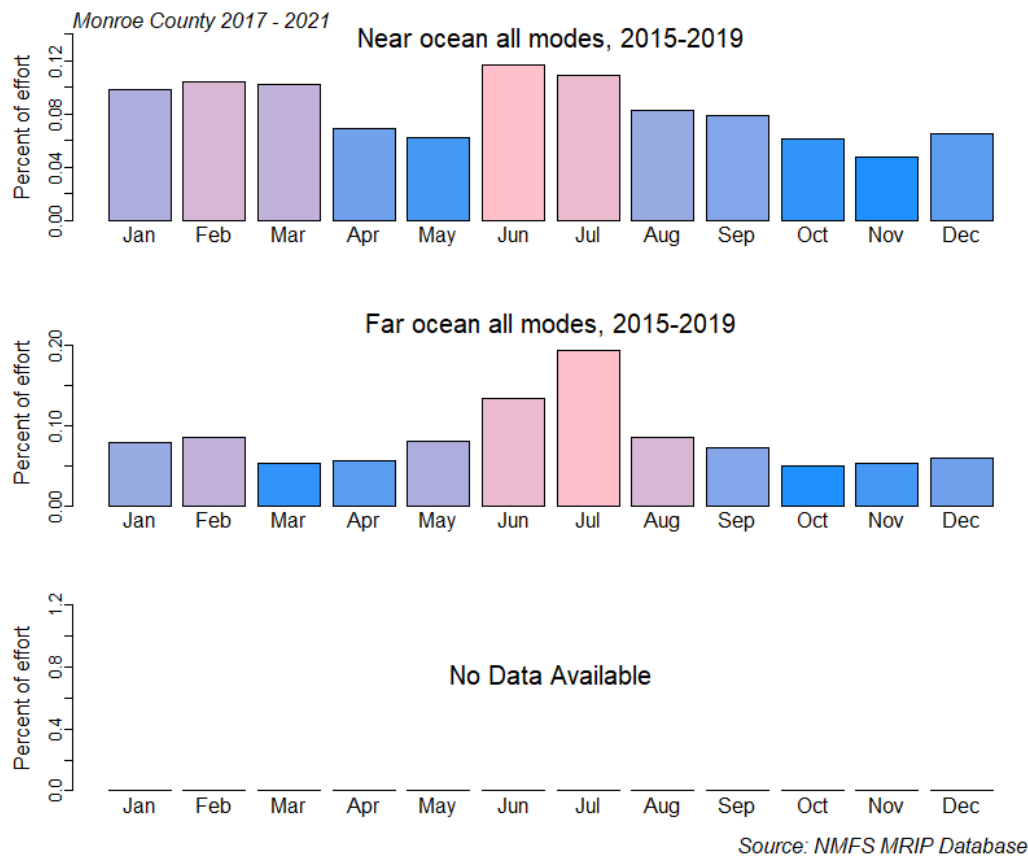 Monroe County 2017 - 2021
Near ocean all modes, 2015-2019
Percent of effort
0.12
0.08
0.04
0.00
Jan Feb Mar Apr May Jun Jul Aug Sep Oct Nov Dec
Far ocean all modes, 2015-2019
Percent of effort
0.20
0.10
0.00
Jan Feb Mar Apr May Jun Jul Aug Sep Oct Nov Dec
Percent of effort
1.2
0.8
0.4
0.0
No Data Available
Jan Feb Mar Apr May Jun Jul Aug Sep Oct Nov Dec
Source: NMFS MRIP Database